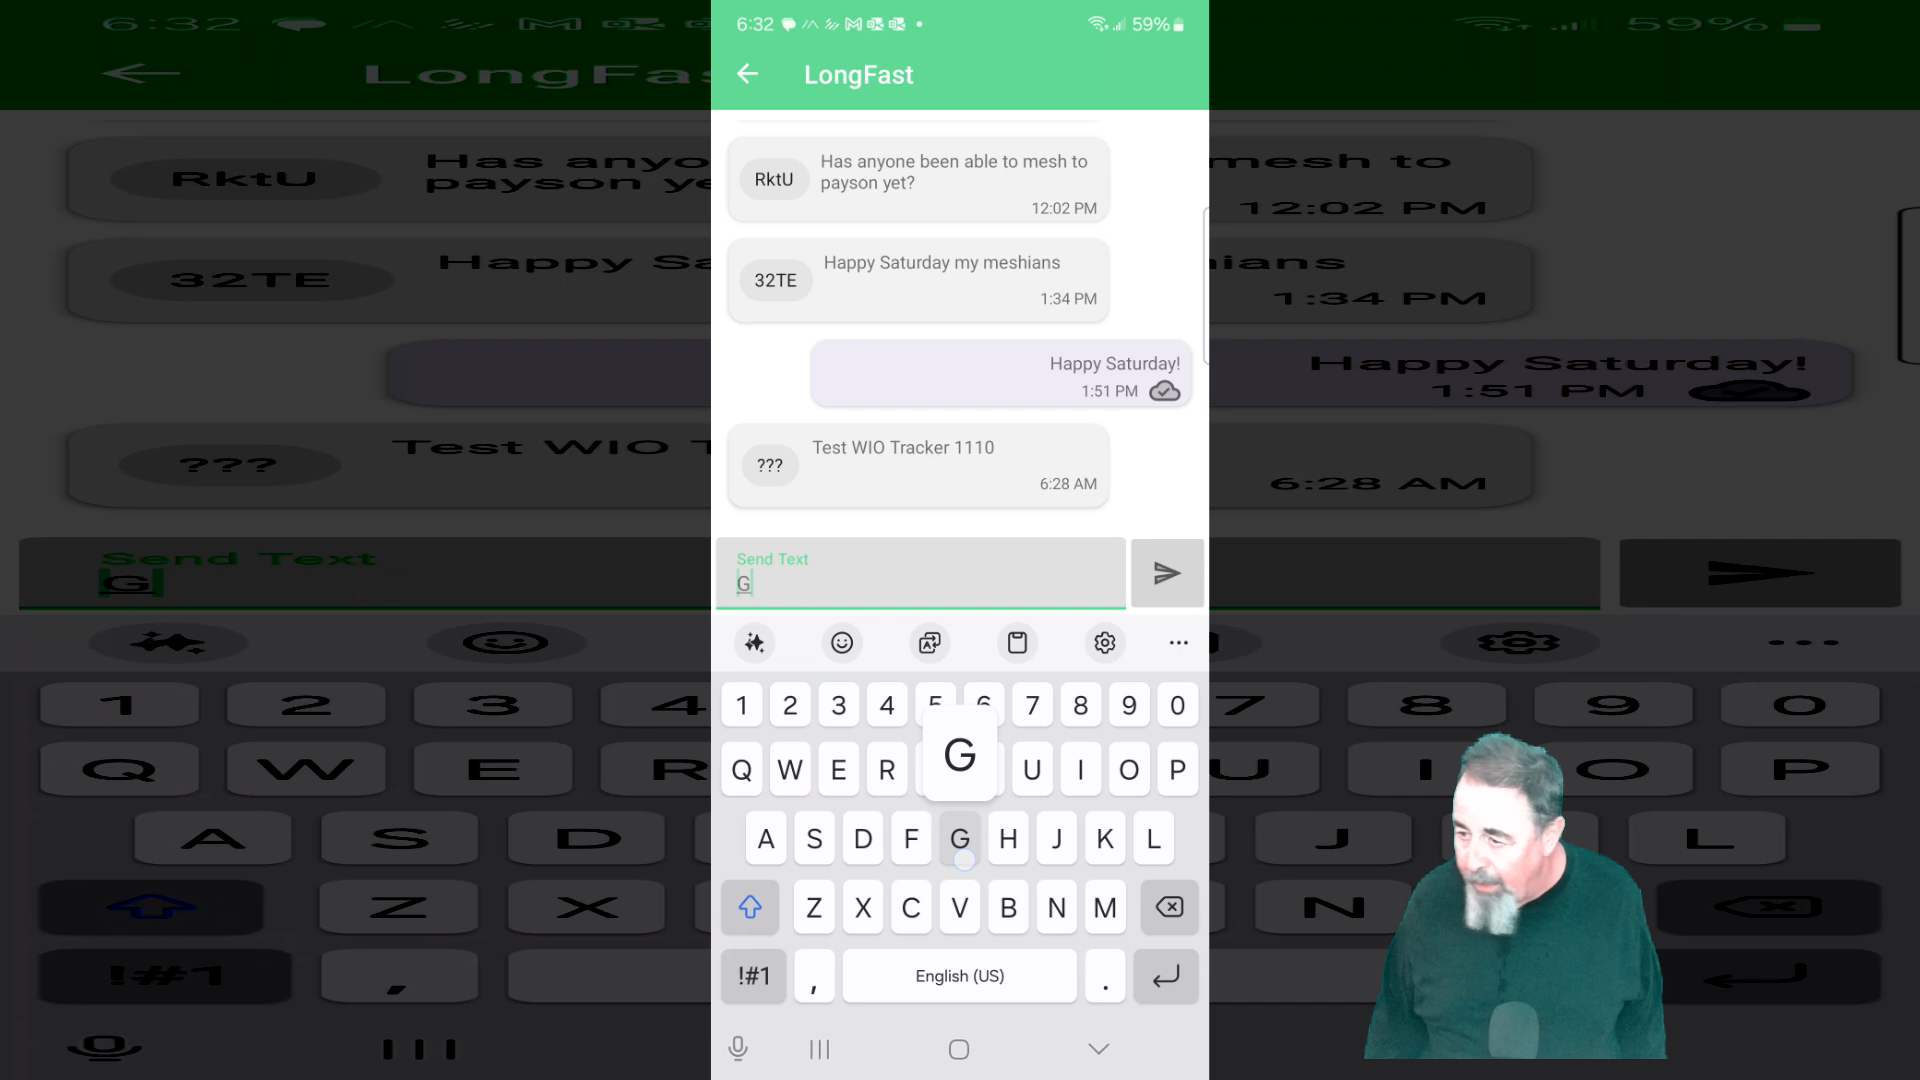 6:32
59%
LongFast
RktU
Has anyone been able to mesh to
payson yet?
12:02 PM
32TE
Happy Saturday my meshians
1:34 PM
Happy Saturday!
1:51 PM
???
Test WIO Tracker 1110
6:28 AM
Send Text
G
1 2 3 4 5 6 7 8 9 0
G
Q W E R U I O P
A S D F G H J K L
Z X C V B N M
!#1 , English (US) .